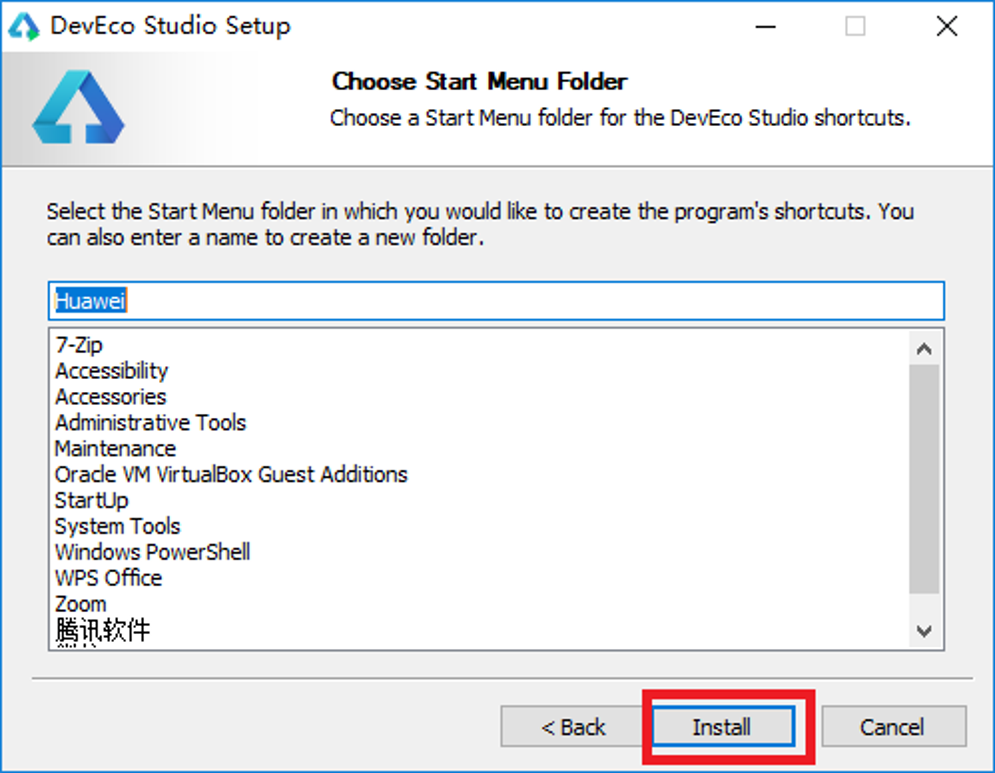 DevEco Studio Setup
Choose Start Menu Folder
Choose a Start Menu folder for the DevEco Studio shortcuts.
Select the Start Menu folder in which you would like to create the program's shortcuts. You
can also enter a name to create a new folder.
Huawei
7-Zip
Accessibility
Accessories
Administrative Tools
Maintenance
Oracle VM VirtualBox Guest Additions
StartUp
System Tools
Windows PowerShell
WPS Office
Zoom
腾讯软件
< Back Install Cancel